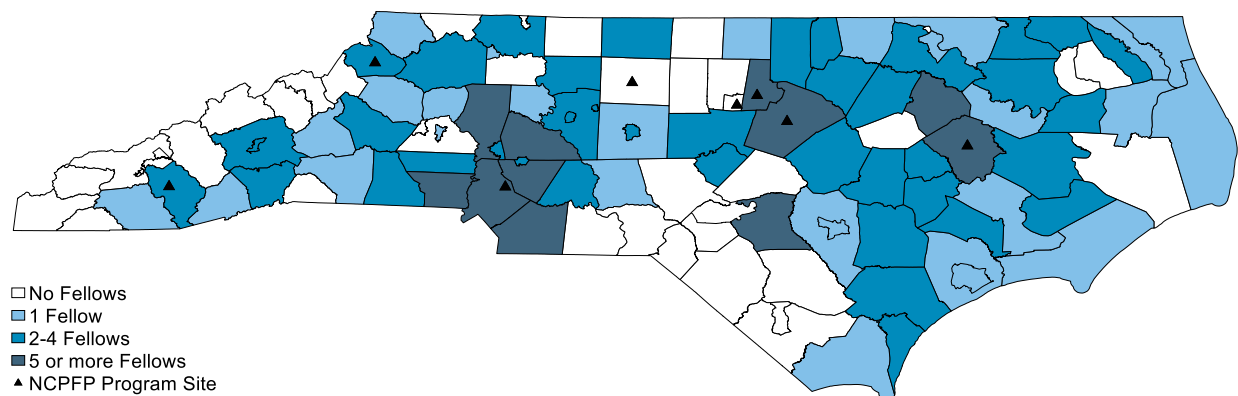 No Fellows
1 Fellow
2-4 Fellows
5 or more Fellows
NCPFP Program Site